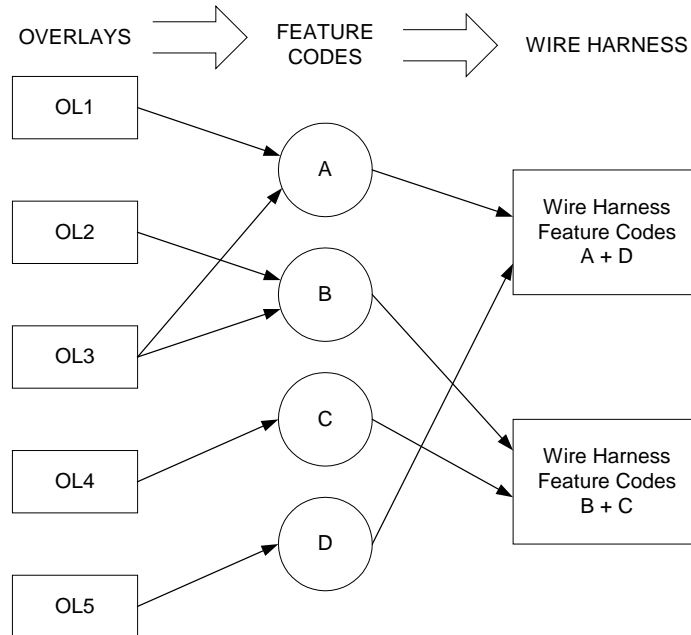 OVERLAYS
FEATURE
CODES
WIRE HARNESS
OL1
OL2
OL3
OL4
OL5
A
B
C
D
Wire Harness
Feature Codes
A + D
Wire Harness
Feature Codes
B + C